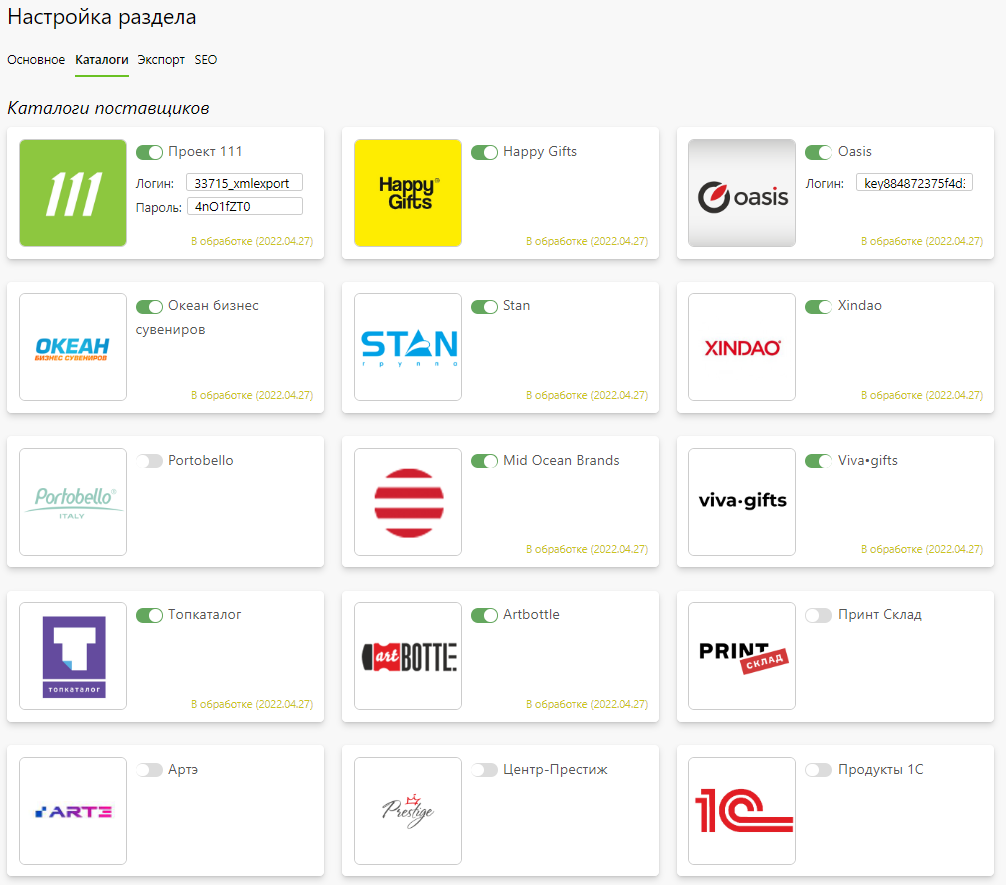 Настройка раздела
Основное Каталоги Экспорт SEO
Каталоги поставщиков
111
Проект 111
Логин: 33715_xmlexport
Пароль: 4nO1fZT0
В обработке (2022.04.27)
Happy® Gifts
Happy Gifts
В обработке (2022.04.27)
oasis
Oasis
Логин: key884872375f4d3
В обработке (2022.04.27)
ОКЕАН
БИЗНЕС СУВЕНИРОВ
Океан бизнес
сувениров
В обработке (2022.04.27)
STAN
группа
Stan
В обработке (2022.04.27)
XINDAO
Xindao
В обработке (2022.04.27)
Portobello®
ITALY
Portobello
Mid Ocean Brands
В обработке (2022.04.27)
viva·gifts
Viva•gifts
В обработке (2022.04.27)
Т
топкаталог
Топкаталог
В обработке (2022.04.27)
art BOTTLE
Artbottle
В обработке (2022.04.27)
PRINT
СКЛАД
Принт Склад
АРТЭ
Артэ
Prestige
Центр-Престиж
1С
Продукты 1С